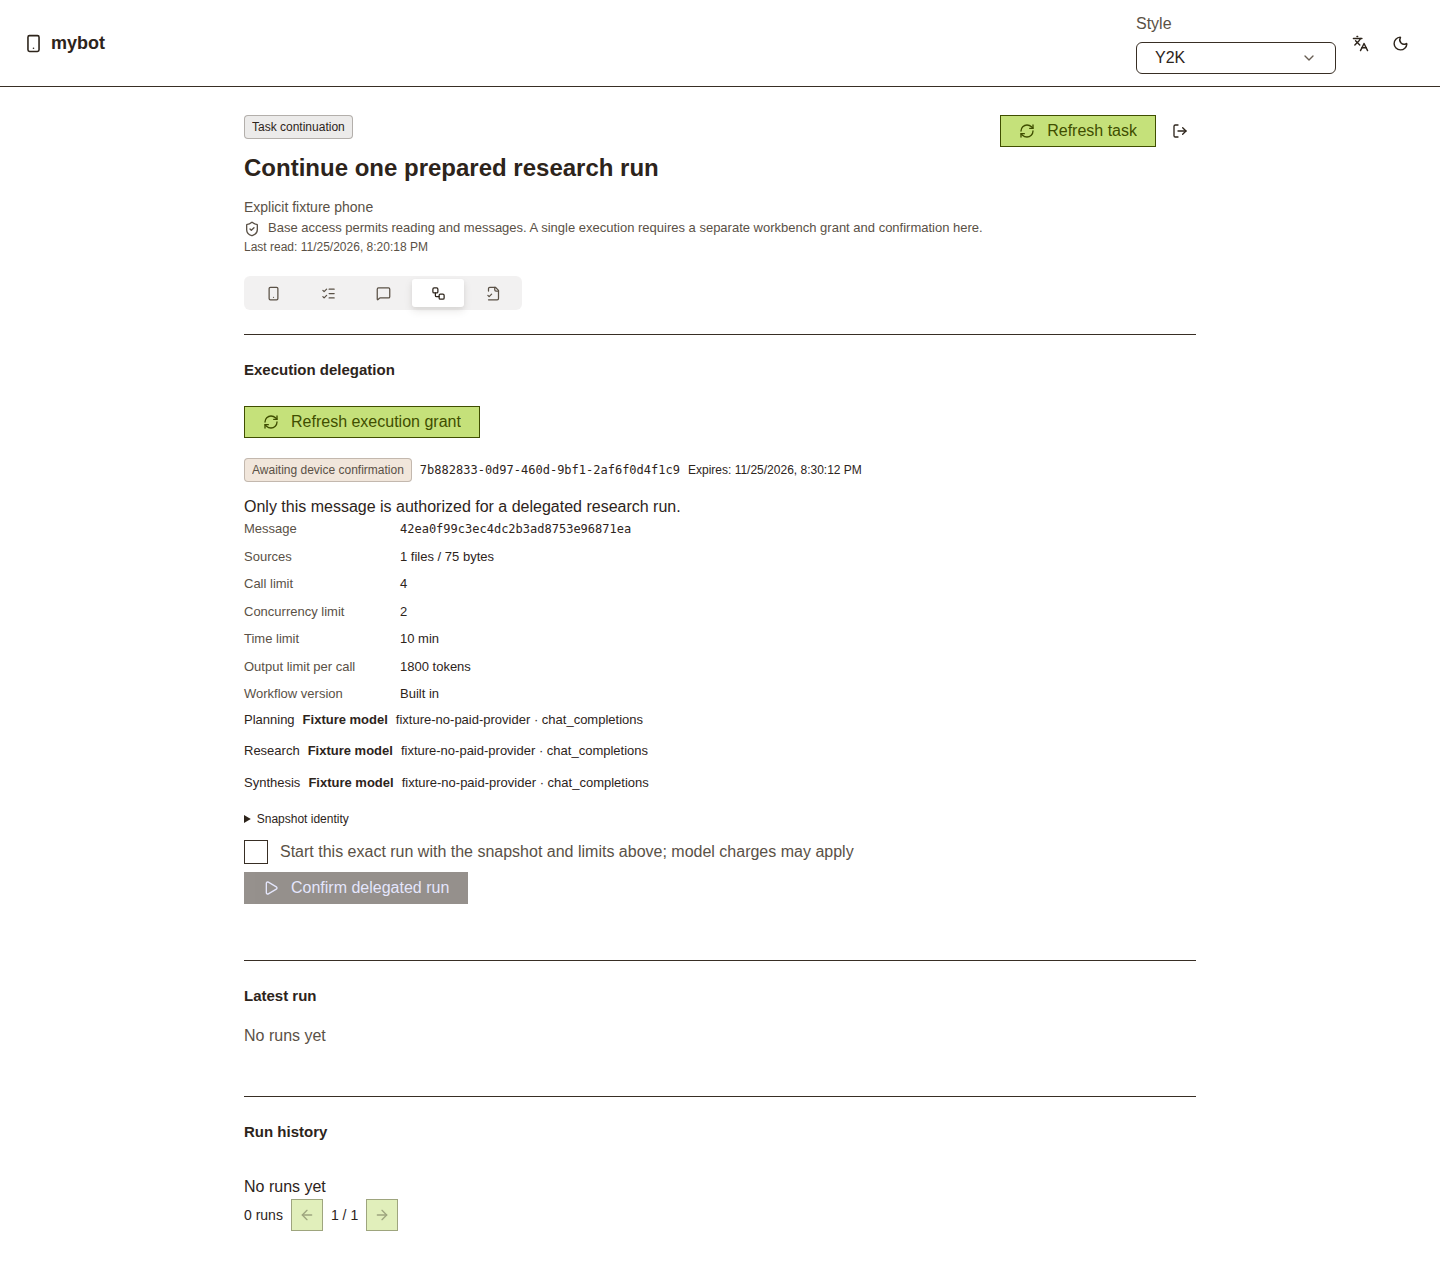 mybot
Style
Y2K
Task continuation
Refresh task
Continue one prepared research run
Explicit fixture phone
Base access permits reading and messages. A single execution requires a separate workbench grant and confirmation here.
Last read: 11/25/2026, 8:20:18 PM
Execution delegation
Refresh execution grant
Awaiting device confirmation 7b882833-0d97-460d-9bf1-2af6f0d4f1c9 Expires: 11/25/2026, 8:30:12 PM
Only this message is authorized for a delegated research run.
Message 42ea0f99c3ec4dc2b3ad8753e96871ea
Sources 1 files / 75 bytes
Call limit 4
Concurrency limit 2
Time limit 10 min
Output limit per call 1800 tokens
Workflow version Built in
Planning Fixture model fixture-no-paid-provider · chat_completions
Research Fixture model fixture-no-paid-provider · chat_completions
Synthesis Fixture model fixture-no-paid-provider · chat_completions
Snapshot identity
Start this exact run with the snapshot and limits above; model charges may apply
Confirm delegated run
Latest run
No runs yet
Run history
No runs yet
0 runs 1 / 1